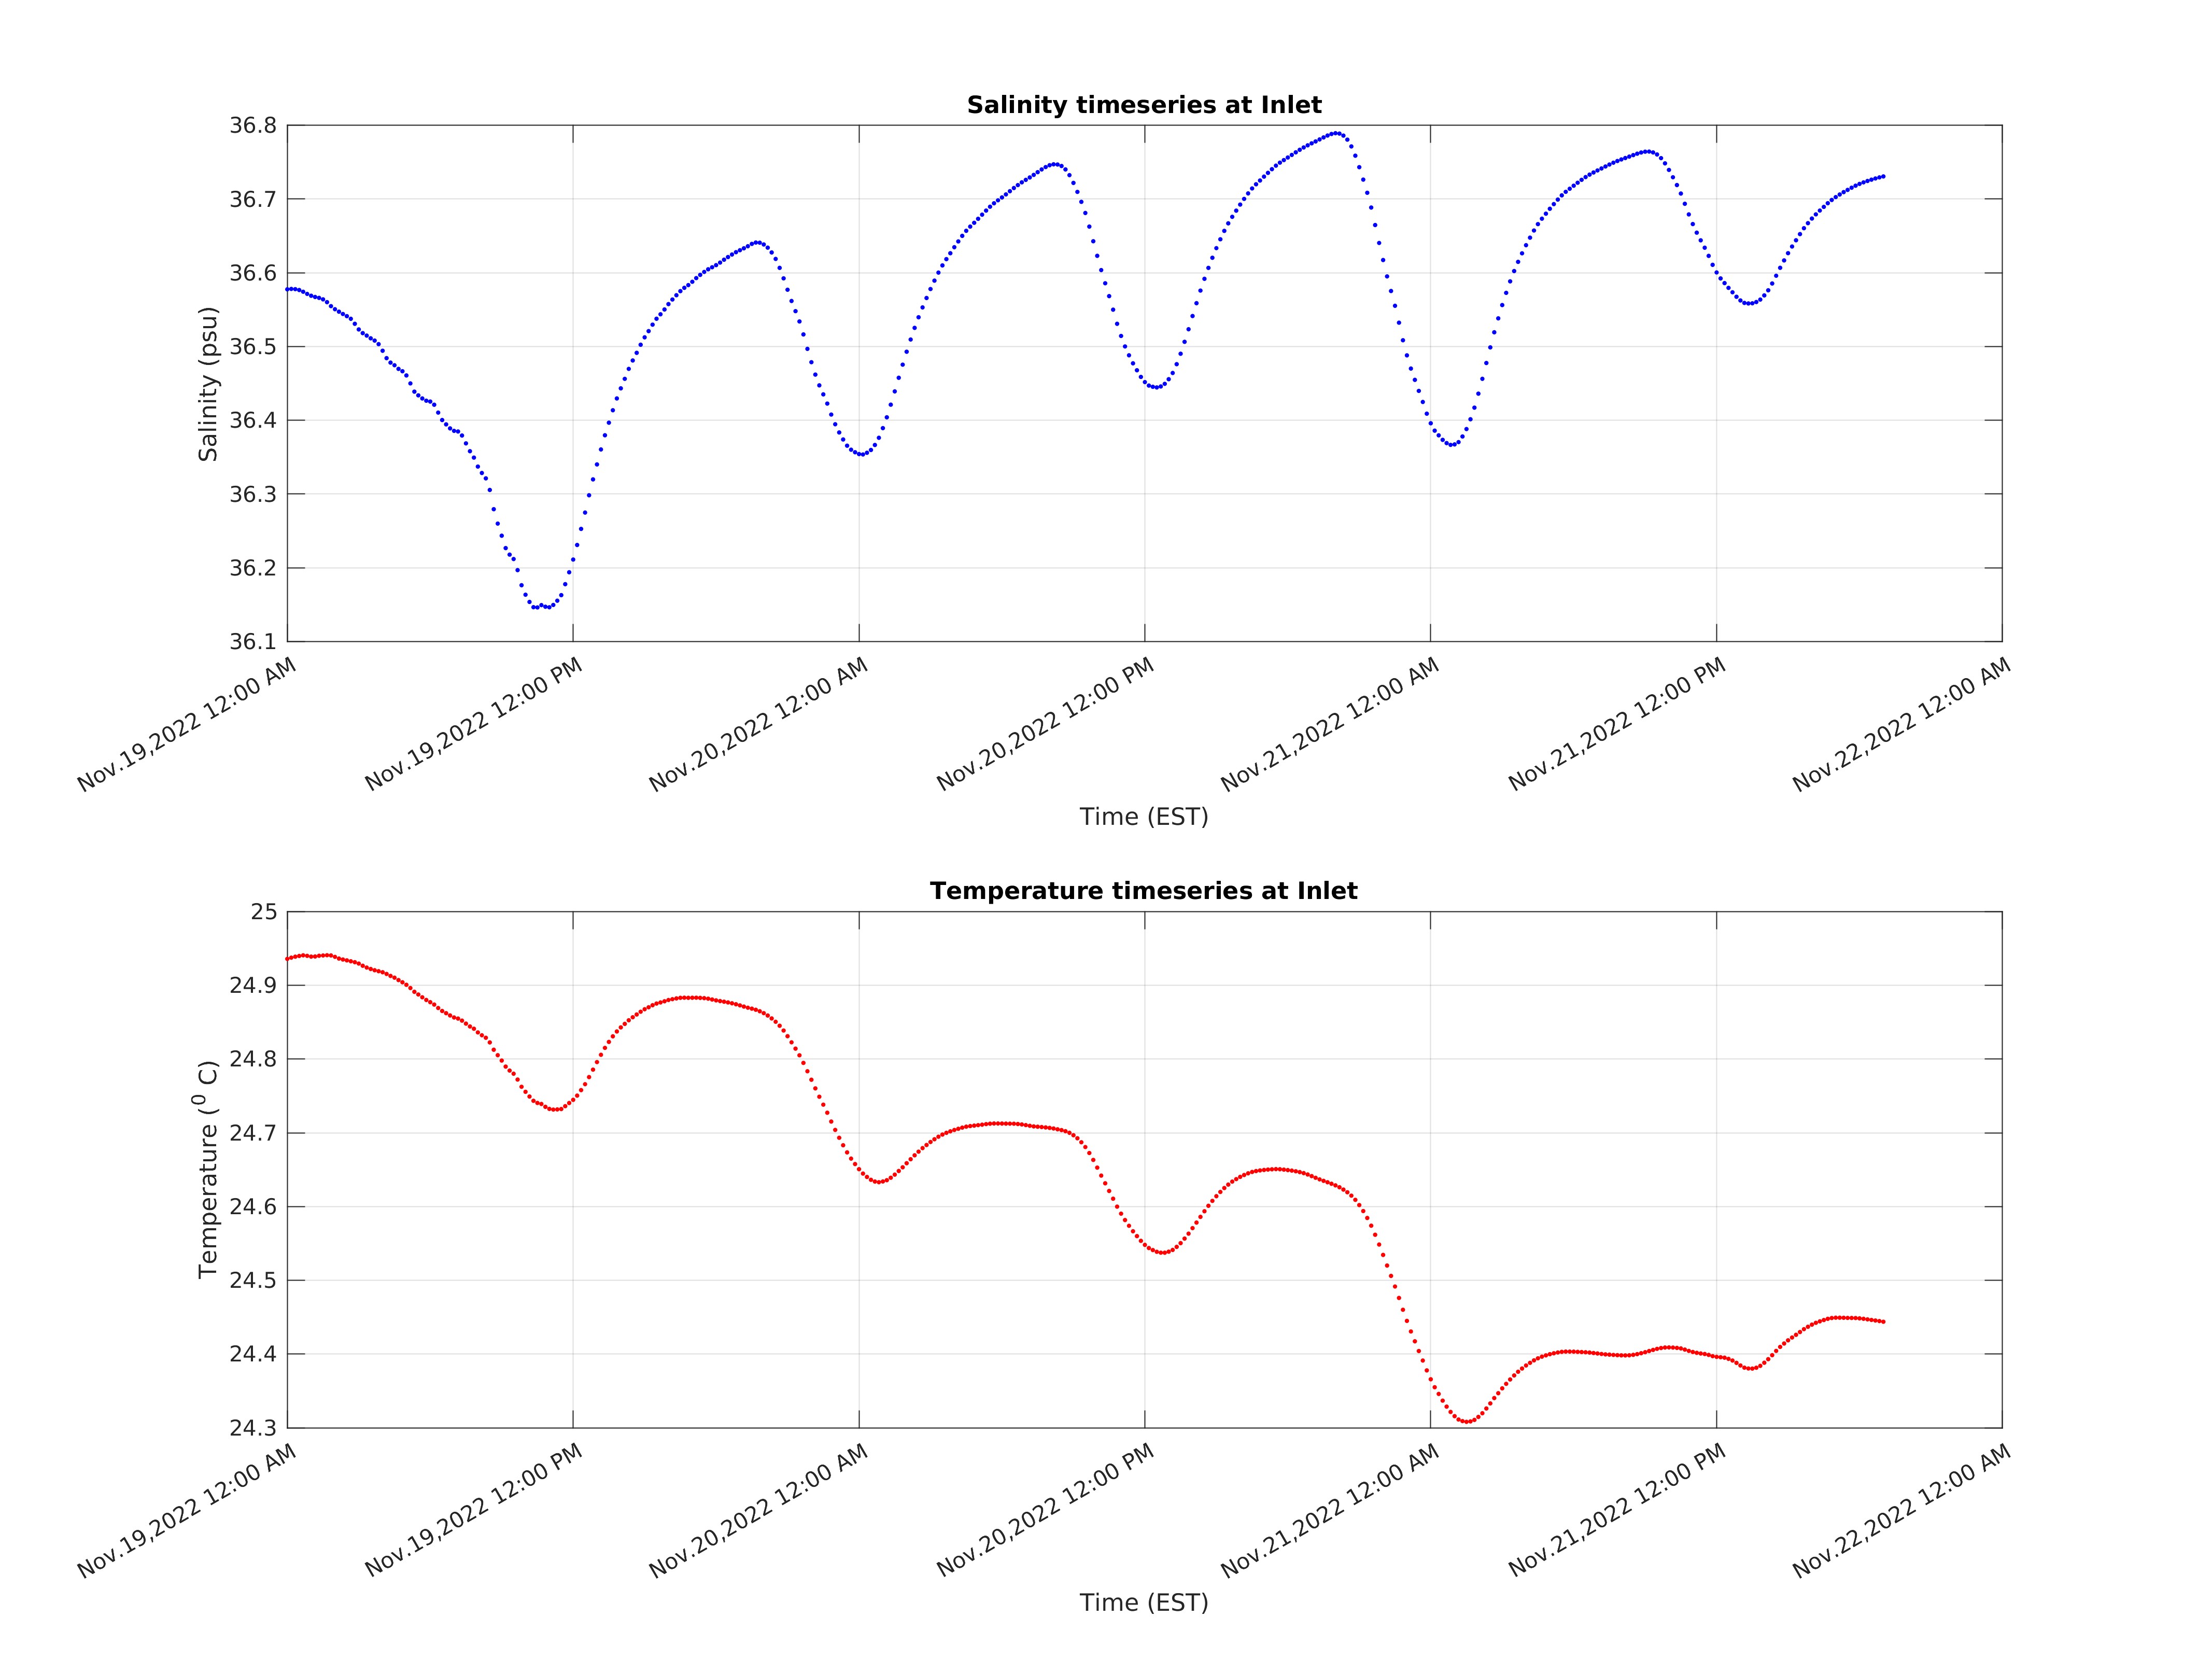 Salinity timeseries at Inlet
36.8
36.7
36.6
36.5
36.4
36.3
36.2
36.1
Salinity (psu)
Nov.19,2022 12:00 AM
Nov.19,2022 12:00 PM
Nov.20,2022 12:00 AM
Nov.20,2022 12:00 PM
Nov.21,2022 12:00 AM
Nov.21,2022 12:00 PM
Nov.22,2022 12:00 AM
Time (EST)
Temperature timeseries at Inlet
25
24.9
24.8
24.7
24.6
24.5
24.4
24.3
Temperature (⁰ C)
Nov.19,2022 12:00 AM
Nov.19,2022 12:00 PM
Nov.20,2022 12:00 AM
Nov.20,2022 12:00 PM
Nov.21,2022 12:00 AM
Nov.21,2022 12:00 PM
Nov.22,2022 12:00 AM
Time (EST)